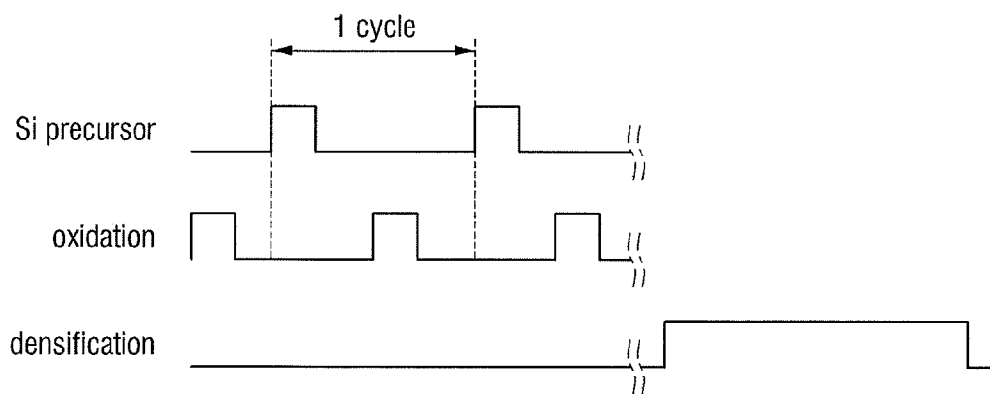 1 cycle
Si precursor
oxidation
densification